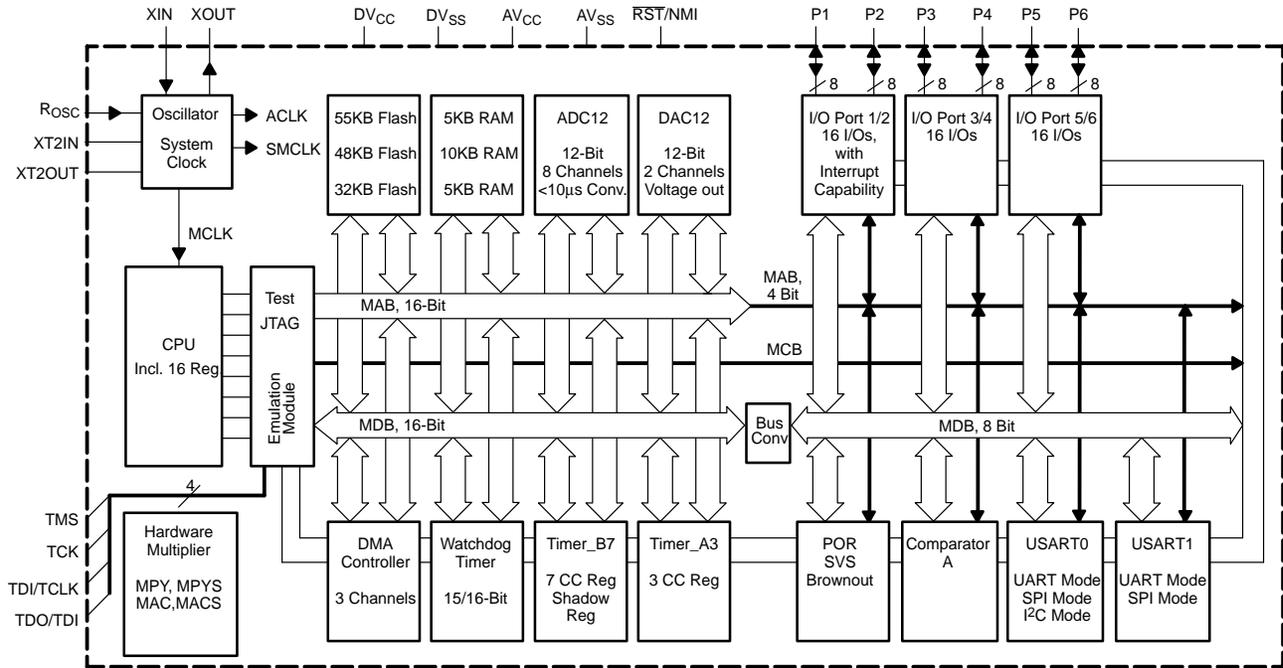 XIN XOUT DVCC DVSS AVCC AVSS RST/NMI P1 P2 P3 P4 P5 P6
8 8 8 8 8 8
ROSC
XT2IN
XT2OUT
Oscillator
System
Clock
ACLK
SMCLK
MCLK
55KB Flash
48KB Flash
32KB Flash
5KB RAM
10KB RAM
5KB RAM
ADC12
12-Bit
8 Channels
<10μs Conv.
DAC12
12-Bit
2 Channels
Voltage out
I/O Port 1/2
16 I/Os,
with
Interrupt
Capability
I/O Port 3/4
16 I/Os
I/O Port 5/6
16 I/Os
CPU
Incl. 16 Reg.
Test
JTAG
Emulation
Module
MAB, 16-Bit
MAB,
4 Bit
MCB
MDB, 16-Bit
Bus
Conv
MDB, 8 Bit
4
TMS
TCK
TDI/TCLK
TDO/TDI
Hardware
Multiplier
MPY, MPYS
MAC,MACS
DMA
Controller
3 Channels
Watchdog
Timer
15/16-Bit
Timer_B7
7 CC Reg
Shadow
Reg
Timer_A3
3 CC Reg
POR
SVS
Brownout
Comparator
A
USART0
UART Mode
SPI Mode
I²C Mode
USART1
UART Mode
SPI Mode